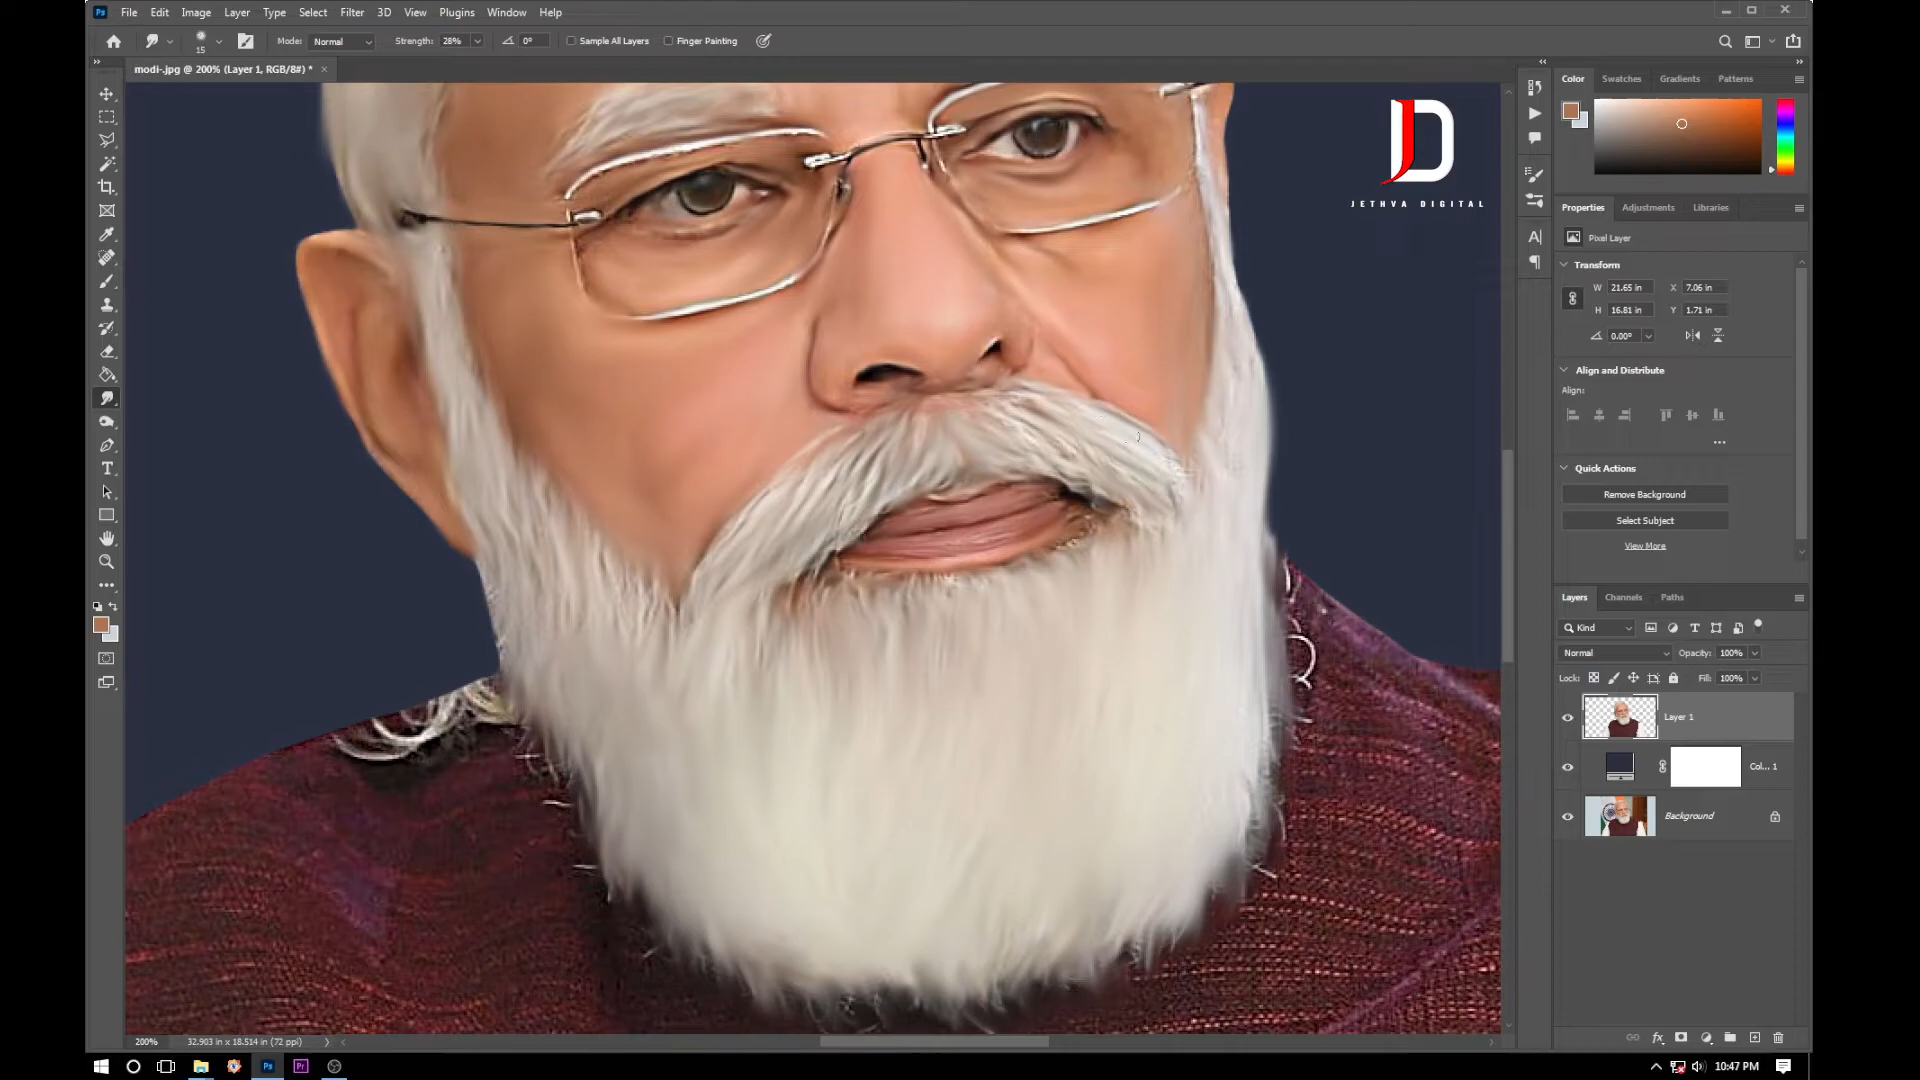 File Edit Image Layer Type Select Filter 3D View Plugins Window Help
15 Mode: Normal Strength: 28% 0° Sample All Layers Finger Painting
modi-.jpg @ 200% (Layer 1, RGB/8#) *
JETHVA DIGITAL
Color Swatches Gradients Patterns
Properties Adjustments Libraries
Pixel Layer
Transform
W 21.65 in X 7.06 in
H 16.81 in Y 1.71 in
0.00°
Align and Distribute
Align:
Quick Actions
Remove Background
Select Subject
View More
Layers Channels Paths
Kind
Normal Opacity: 100%
Lock: Fill: 100%
Layer 1
Col... 1
Background
200% 32.903 in x 18.514 in (72 ppi)
Ps Pr 10:47 PM